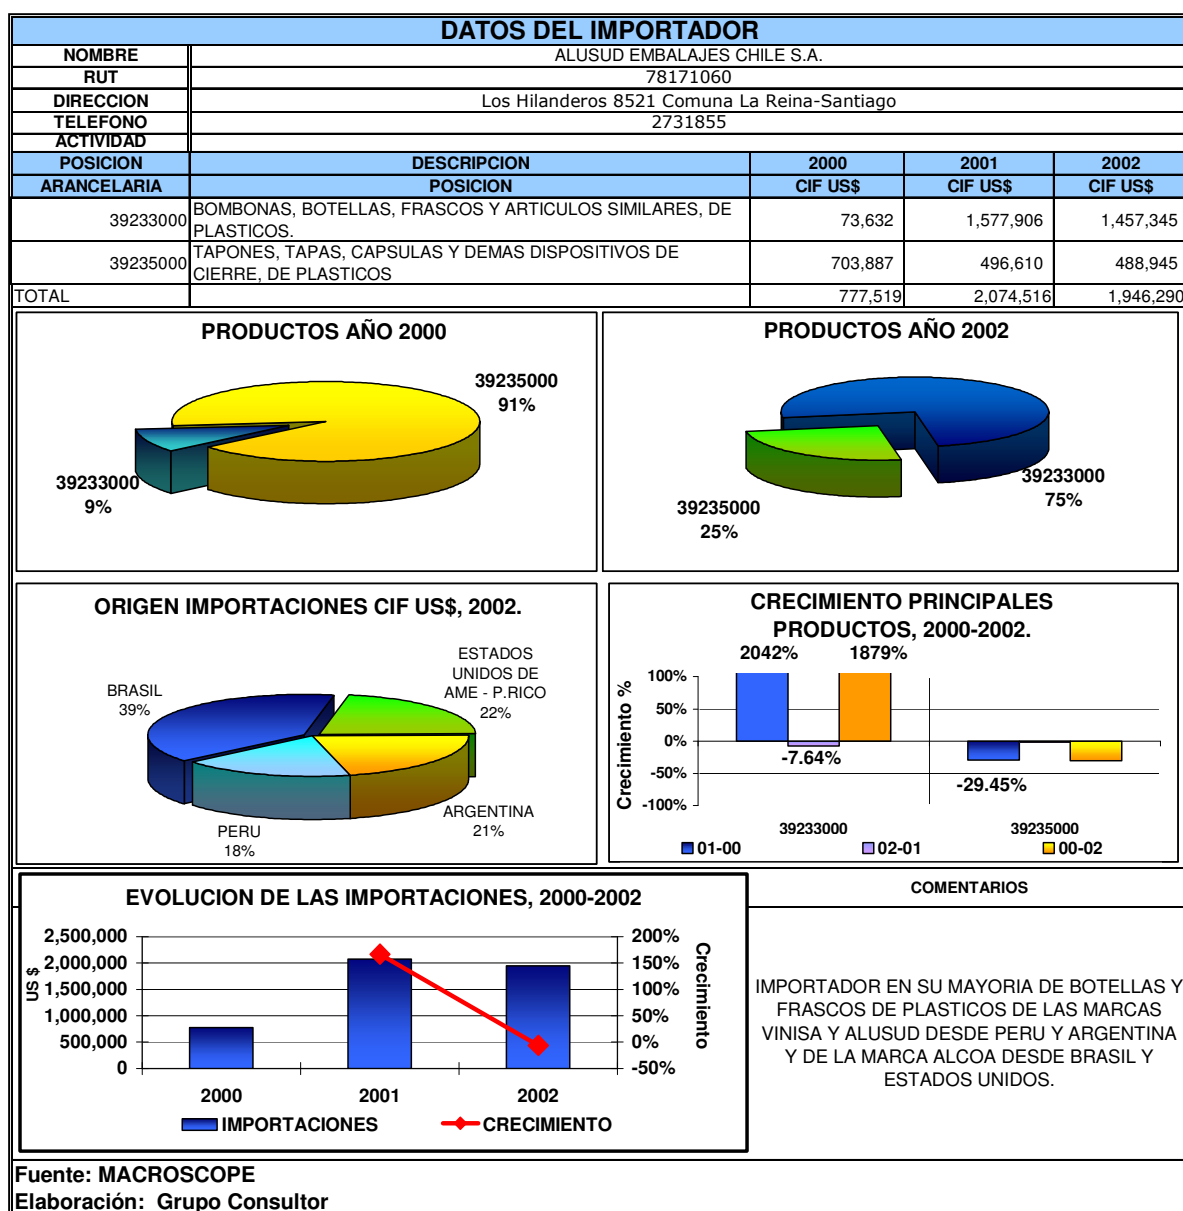 DATOS DEL IMPORTADOR
NOMBRE ALUSUD EMBALAJES CHILE S.A.
RUT 78171060
DIRECCION Los Hilanderos 8521 Comuna La Reina-Santiago
TELEFONO 2731855
ACTIVIDAD
POSICION DESCRIPCION 2000 2001 2002
ARANCELARIA POSICION CIF US$ CIF US$ CIF US$
39233000 BOMBONAS, BOTELLAS, FRASCOS Y ARTICULOS SIMILARES, DE PLASTICOS. 73,632 1,577,906 1,457,345
39235000 TAPONES, TAPAS, CAPSULAS Y DEMAS DISPOSITIVOS DE CIERRE, DE PLASTICOS 703,887 496,610 488,945
TOTAL 777,519 2,074,516 1,946,290
PRODUCTOS AÑO 2000
39235000
91%
39233000
9%
PRODUCTOS AÑO 2002
39233000
75%
39235000
25%
ORIGEN IMPORTACIONES CIF US$, 2002.
ESTADOS
UNIDOS DE
AME - P.RICO
22%
BRASIL
39%
ARGENTINA
21%
PERU
18%
CRECIMIENTO PRINCIPALES
PRODUCTOS, 2000-2002.
2042% 1879%
Crecimiento %
100%
50%
0%
-50%
-100%
-7.64%
-29.45%
39233000 39235000
01-00 02-01 00-02
EVOLUCION DE LAS IMPORTACIONES, 2000-2002
US $
2,500,000
2,000,000
1,500,000
1,000,000
500,000
0
200%
150%
100%
50%
0%
-50%
Crecimiento
2000 2001 2002
IMPORTACIONES CRECIMIENTO
COMENTARIOS
IMPORTADOR EN SU MAYORIA DE BOTELLAS Y
FRASCOS DE PLASTICOS DE LAS MARCAS
VINISA Y ALUSUD DESDE PERU Y ARGENTINA
Y DE LA MARCA ALCOA DESDE BRASIL Y
ESTADOS UNIDOS.
Fuente: MACROSCOPE
Elaboración: Grupo Consultor